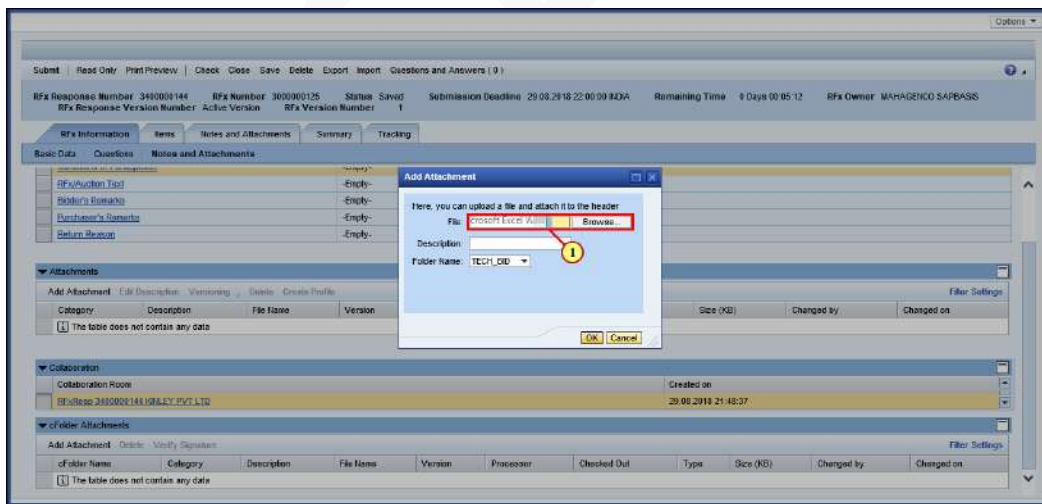 Options
Submit Read Only Print Preview Check Close Save Delete Export Import Questions and Answers ( 0 )
RFx Response Number 3400000144 RFx Number 3000000125 Status Saved Submission Deadline 29.08.2018 22:00:00 INDIA Remaining Time 0 Days 00:05:12 RFx Owner MAHAGENCO SAPBASIS
RFx Response Version Number Active Version RFx Version Number 1
RFx Information Items Notes and Attachments Summary Tracking
Basic Data Questions Notes and Attachments
-Empty-
RFx/Auction Text -Empty-
Bidder's Remarks -Empty-
Purchaser's Remarks -Empty-
Return Reason -Empty-
Add Attachment
Here, you can upload a file and attach it to the header
File: crosoft Excel Browse...
1
Description:
Folder Name: TECH_BID
OK Cancel
Attachments
Add Attachment Edit Description Versioning Delete Create Profile Filter Settings
Category Description File Name Version Size (KB) Changed by Changed on
The table does not contain any data
Collaboration
Collaboration Room Created on
RFxResp 3400000144 KINLEY PVT LTD 29.08.2018 21:48:37
cFolder Attachments
Add Attachment Delete Verify Signature Filter Settings
cFolder Name Category Description File Name Version Processor Checked Out Type Size (KB) Changed by Changed on
The table does not contain any data